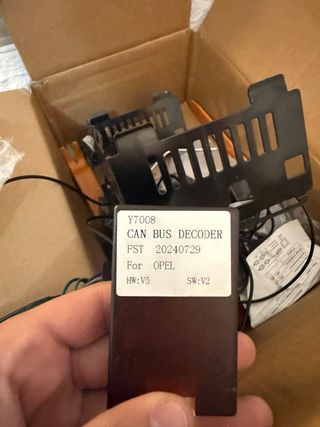 Y7008
CAN BUS DECODER
FST 20240729
For OPEL
HW:V5 SW:V2